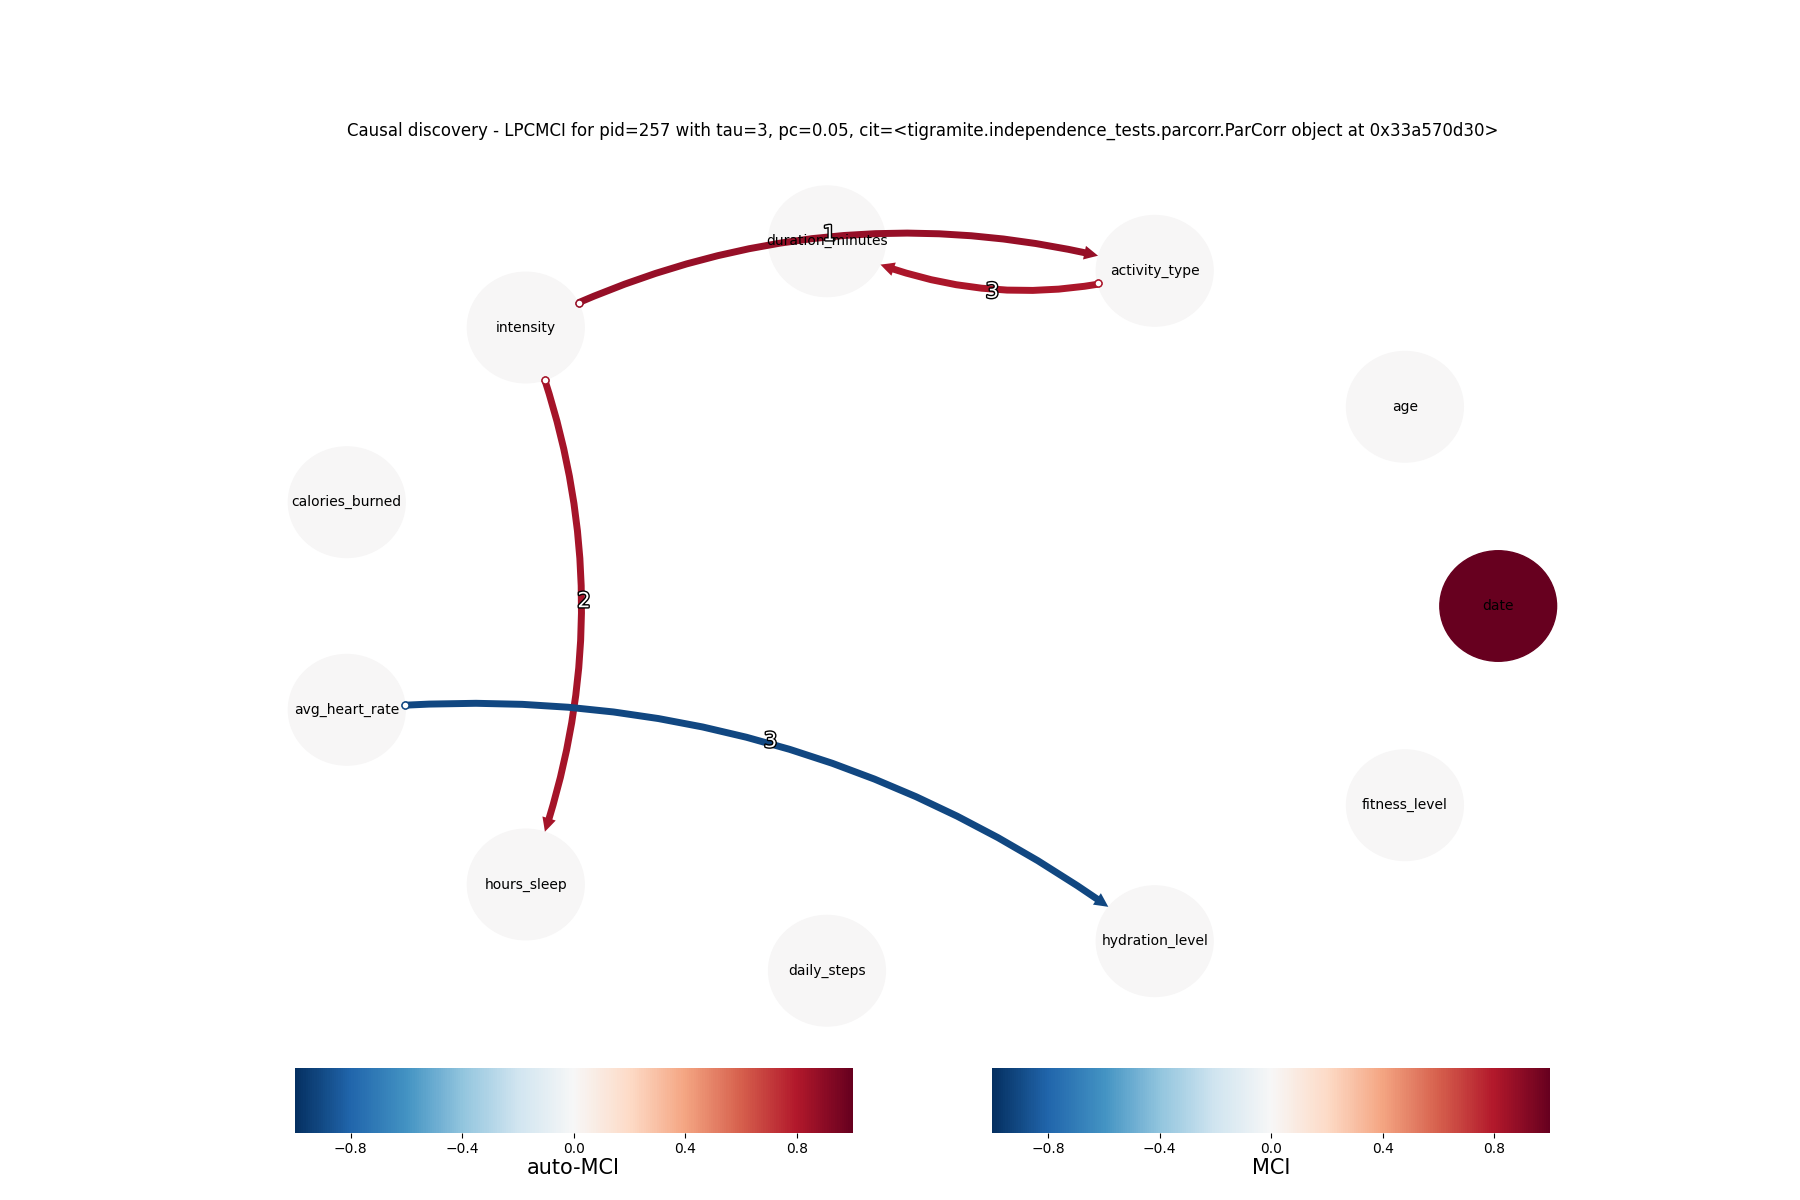 Causal discovery - LPCMCI for pid=257 with tau=3, pc=0.05, cit=<tigramite.independence_tests.parcorr.ParCorr object at 0x33a570d30>
1
duration_minutes
activity_type
3
intensity
age
calories_burned
2
date
avg_heart_rate
3
fitness_level
hours_sleep
hydration_level
daily_steps
−0.8 −0.4 0.0 0.4 0.8
auto-MCI
−0.8 −0.4 0.0 0.4 0.8
MCI